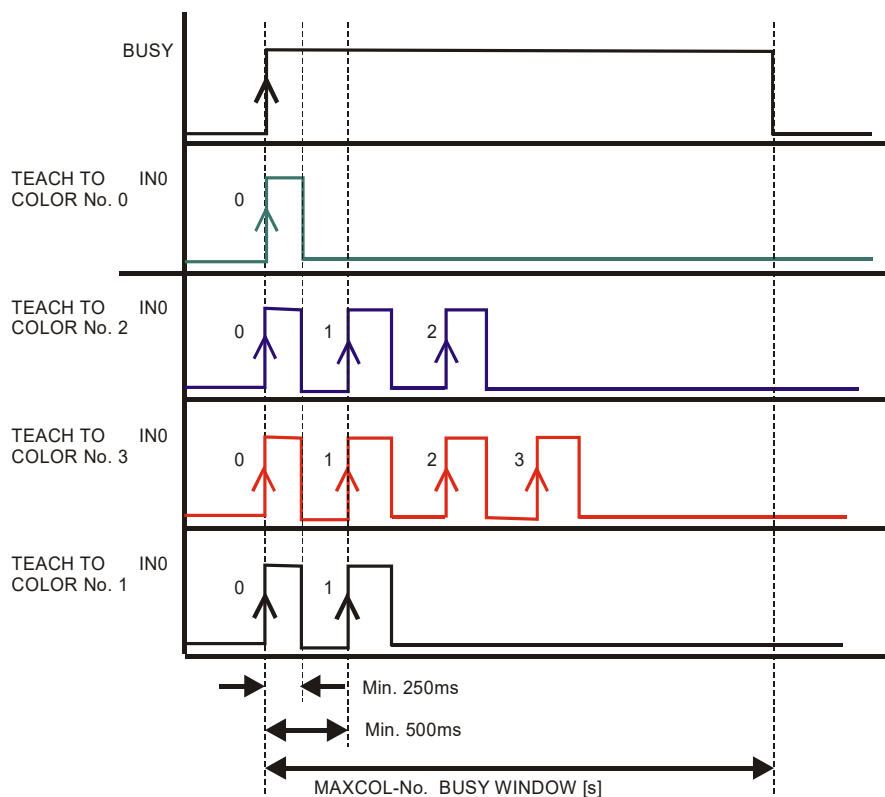 BUSY
TEACH TO IN0
COLOR No. 0 0
TEACH TO IN0
COLOR No. 2 0 1 2
TEACH TO IN0
COLOR No. 3 0 1 2 3
TEACH TO IN0
COLOR No. 1 0 1
Min. 250ms
Min. 500ms
MAXCOL-No. BUSY WINDOW [s]